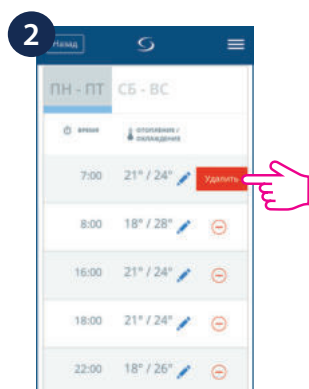 2
Назад
ПН - ПТ СБ - ВС
ВРЕМЯ ОТОПЛЕНИЕ /
ОХЛАЖДЕНИЕ
7:00 21° / 24° Удалить
8:00 18° / 28°
16:00 21° / 24°
18:00 21° / 24°
22:00 18° / 26°